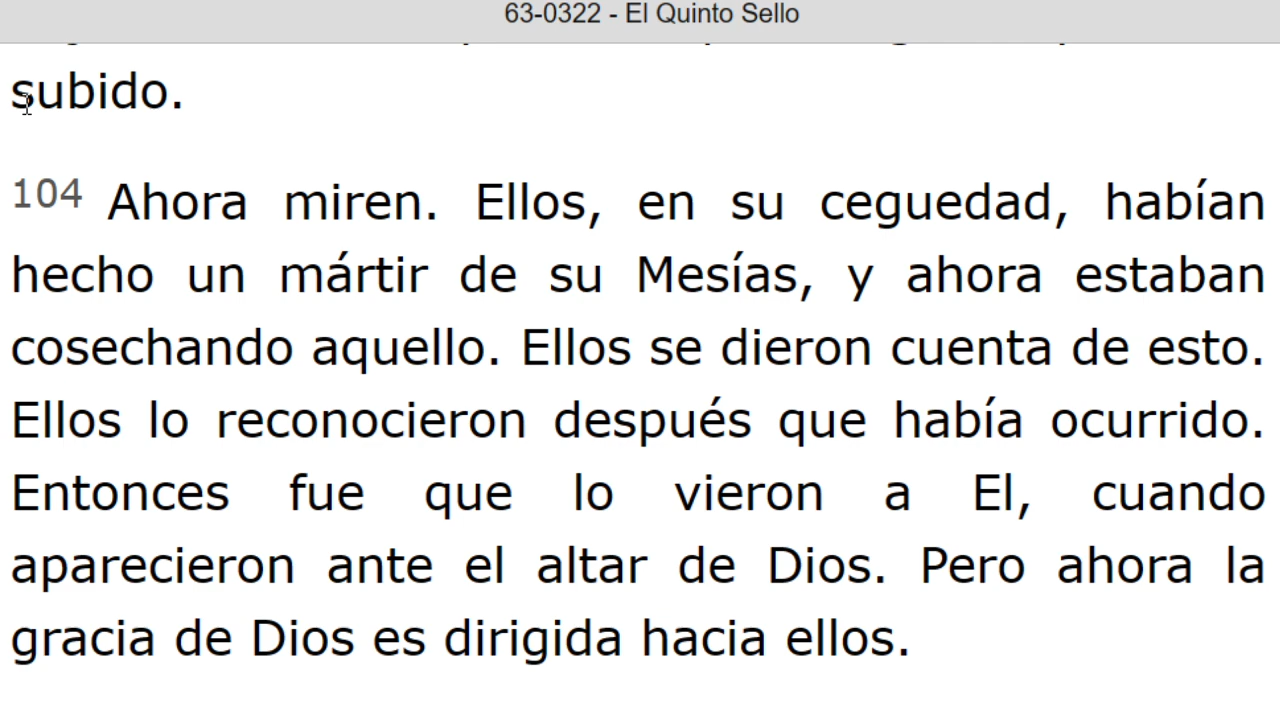 63-0322 - El Quinto Sello
subido.
104 Ahora miren. Ellos, en su ceguedad, habían
hecho un mártir de su Mesías, y ahora estaban
cosechando aquello. Ellos se dieron cuenta de esto.
Ellos lo reconocieron después que había ocurrido.
Entonces fue que lo vieron a El, cuando
aparecieron ante el altar de Dios. Pero ahora la
gracia de Dios es dirigida hacia ellos.